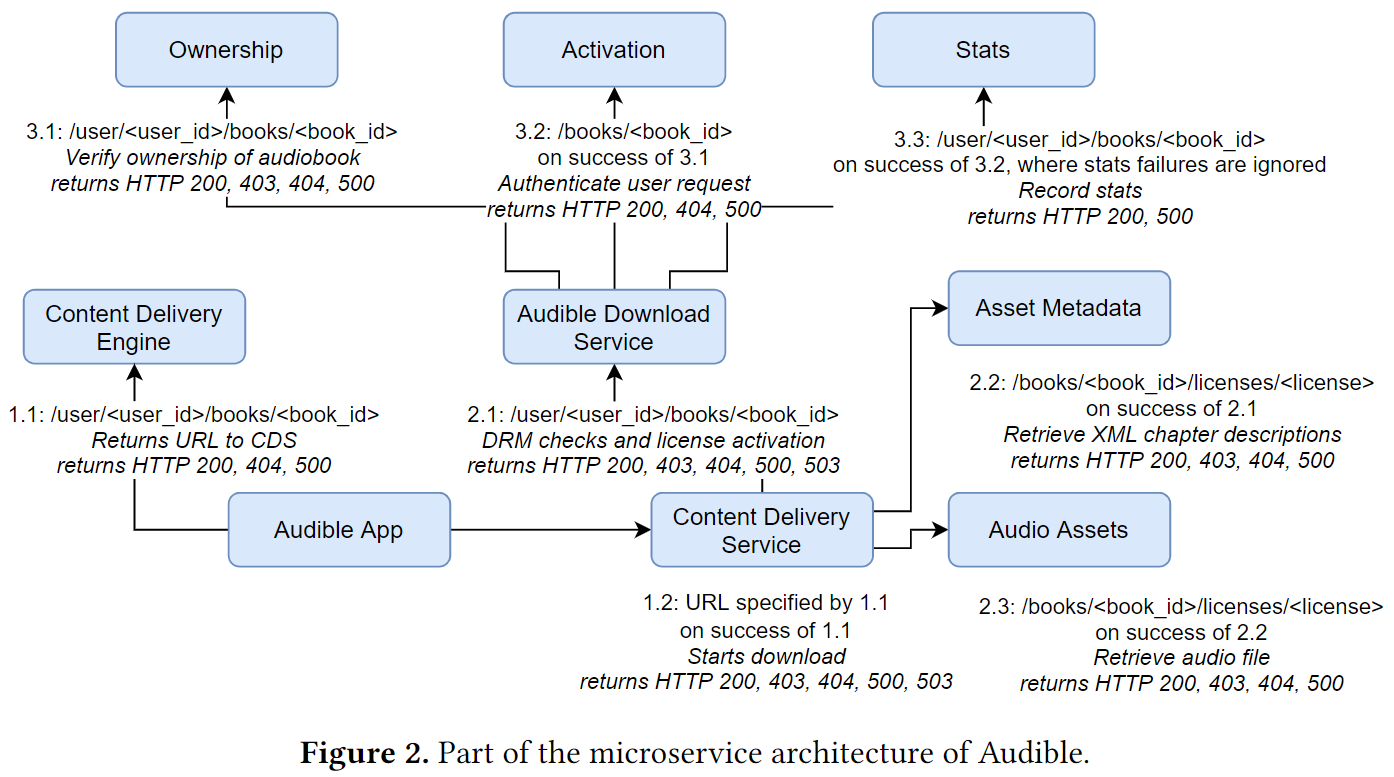 Ownership
Activation
Stats
3.1: /user/<user_id>/books/<book_id>
Verify ownership of audiobook
returns HTTP 200, 403, 404, 500
3.2: /books/<book_id>
on success of 3.1
Authenticate user request
returns HTTP 200, 404, 500
3.3: /user/<user_id>/books/<book_id>
on success of 3.2, where stats failures are ignored
Record stats
returns HTTP 200, 500
Content Delivery
Engine
Audible Download
Service
Asset Metadata
1.1: /user/<user_id>/books/<book_id>
Returns URL to CDS
returns HTTP 200, 404, 500
2.1: /user/<user_id>/books/<book_id>
DRM checks and license activation
returns HTTP 200, 403, 404, 500, 503
2.2: /books/<book_id>/licenses/<license>
on success of 2.1
Retrieve XML chapter descriptions
returns HTTP 200, 403, 404, 500
Audible App
Content Delivery
Service
Audio Assets
1.2: URL specified by 1.1
on success of 1.1
Starts download
returns HTTP 200, 403, 404, 500, 503
2.3: /books/<book_id>/licenses/<license>
on success of 2.2
Retrieve audio file
returns HTTP 200, 403, 404, 500
Figure 2. Part of the microservice architecture of Audible.